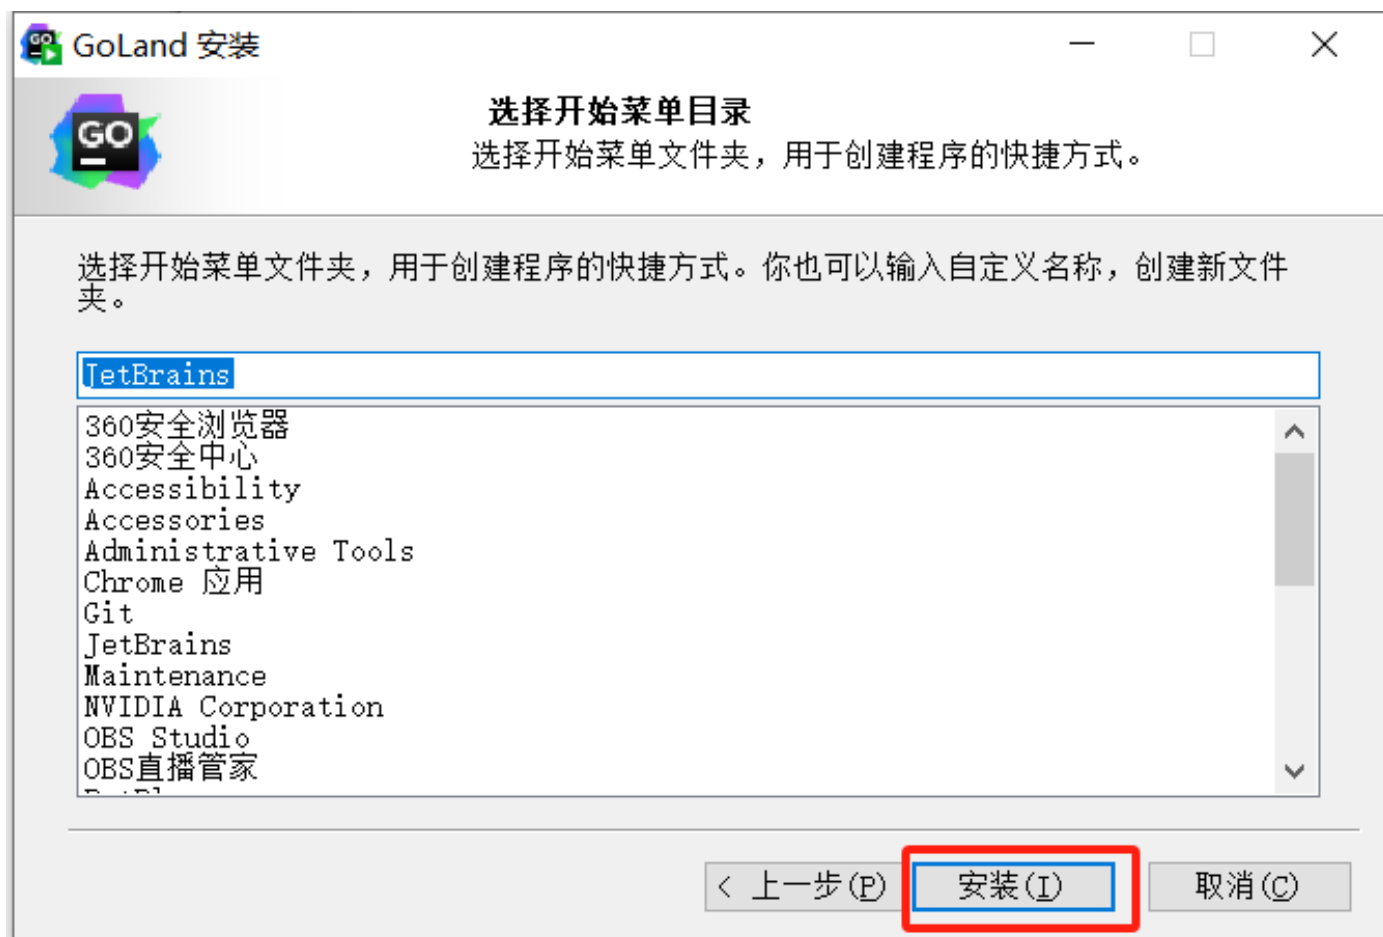 GoLand 安装
GO
选择开始菜单目录
选择开始菜单文件夹，用于创建程序的快捷方式。
选择开始菜单文件夹，用于创建程序的快捷方式。你也可以输入自定义名称，创建新文件
夹。
JetBrains
360安全浏览器
360安全中心
Accessibility
Accessories
Administrative Tools
Chrome 应用
Git
JetBrains
Maintenance
NVIDIA Corporation
OBS Studio
OBS直播管家
< 上一步(P)
安装(I)
取消(C)